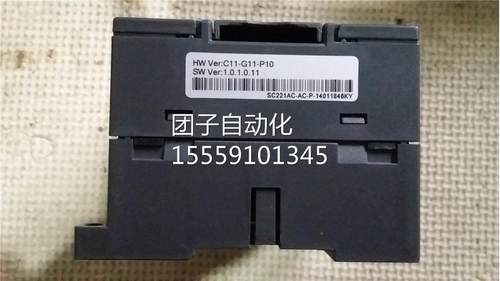 HW Ver:C11-G11-P10
SW Ver:1.0.1.0.11
SC221AC-AC-P-14011846KY
团子自动化
15559101345